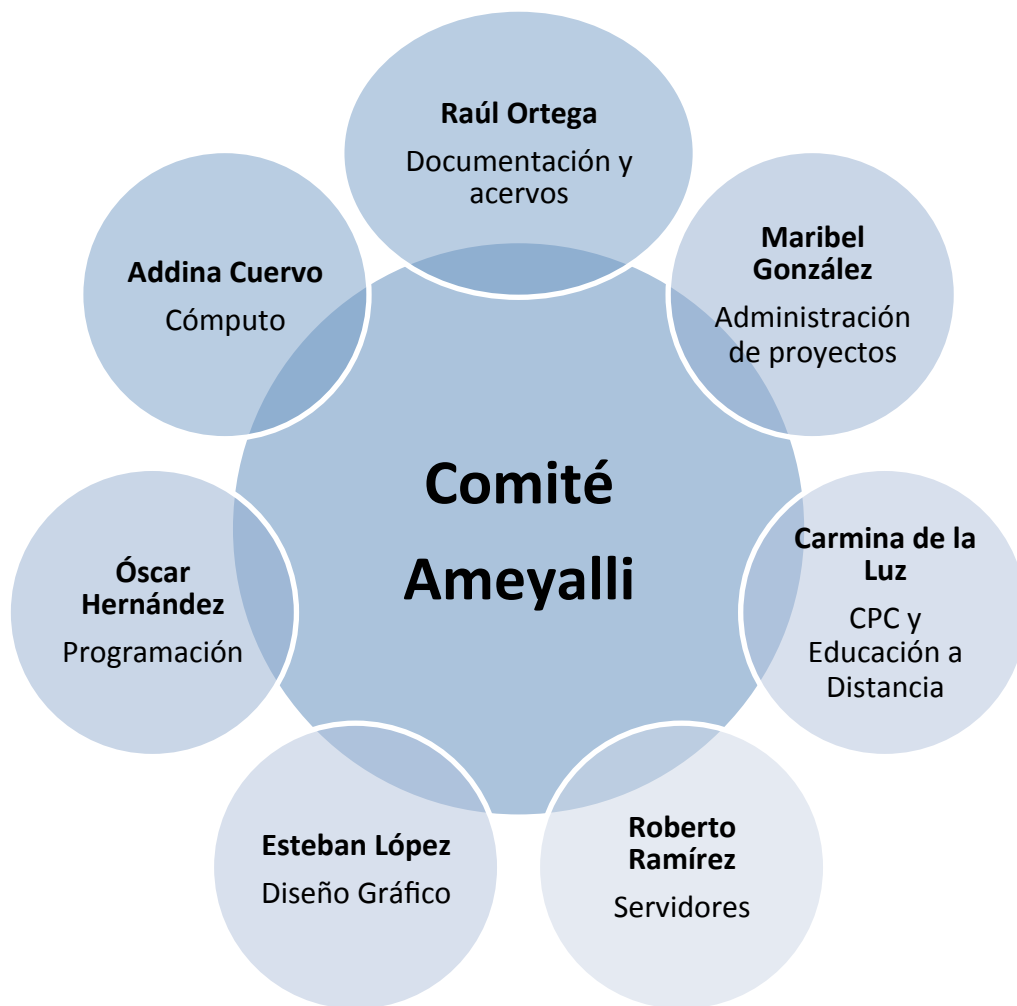 Raúl Ortega
Documentación y
acervos
Maribel
González
Administración
de proyectos
Carmina de la
Luz
CPC y
Educación a
Distancia
Roberto
Ramírez
Servidores
Esteban López
Diseño Gráfico
Óscar
Hernández
Programación
Addina Cuervo
Cómputo
Comité
Ameyalli